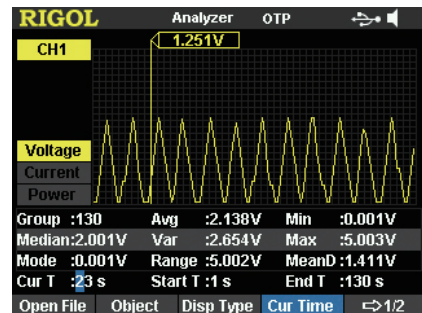 RIGOL Analyzer OTP
CH1
1.251V
Voltage
Current
Power
Group :130 Avg :2.138V Min :0.001V
Median:2.001V Var :2.654V Max :5.003V
Mode :0.001V Range :5.002V MeanD:1.411V
Cur T :23 s Start T :1 s End T :130 s
Open File Object Disp Type Cur Time ⇨1/2